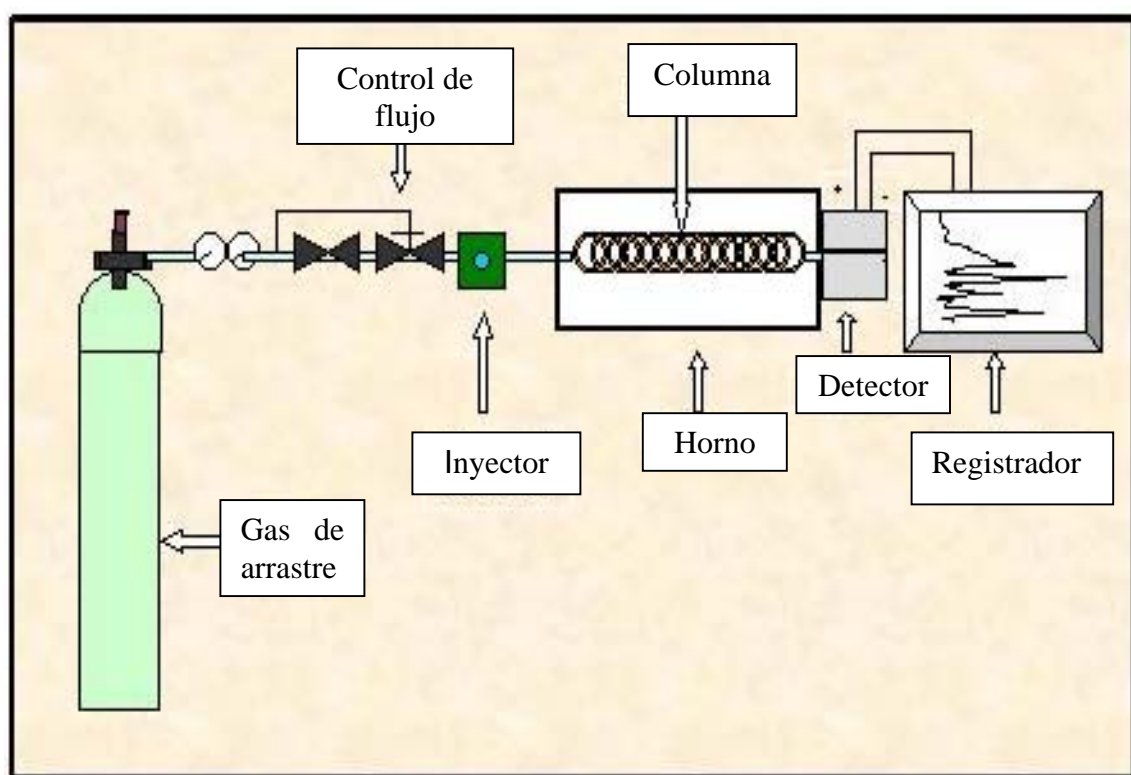 Control de
flujo
Columna
Inyector
Horno
Detector
Registrador
Gas de
arrastre